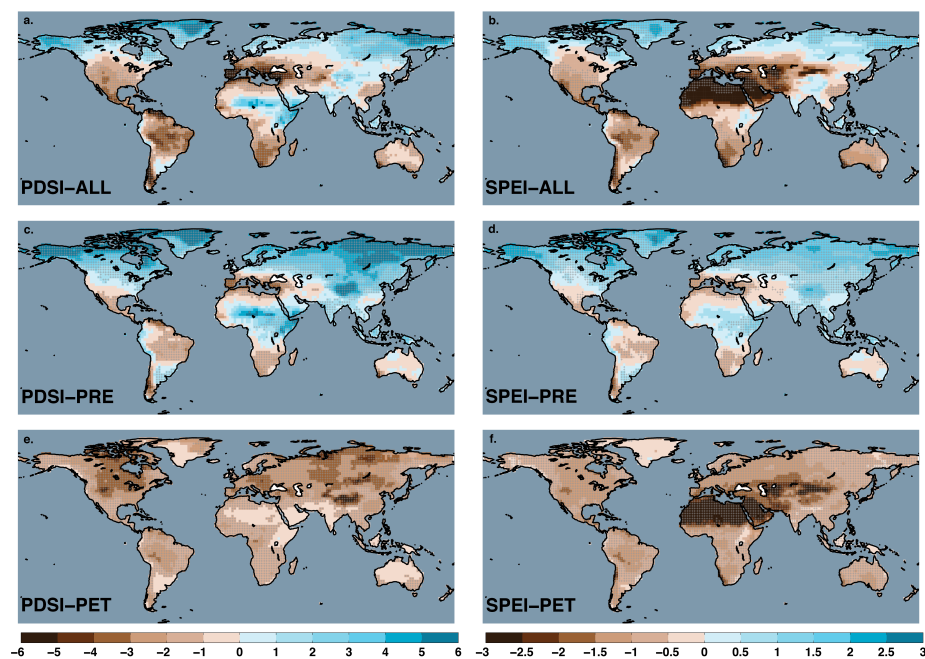 a.
b.
PDSI−ALL
SPEI−ALL
c.
d.
PDSI−PRE
SPEI−PRE
e.
f.
PDSI−PET
SPEI−PET
−6 −5 −4 −3 −2 −1 0 1 2 3 4 5 6
−3 −2.5 −2 −1.5 −1 −0.5 0 0.5 1 1.5 2 2.5 3